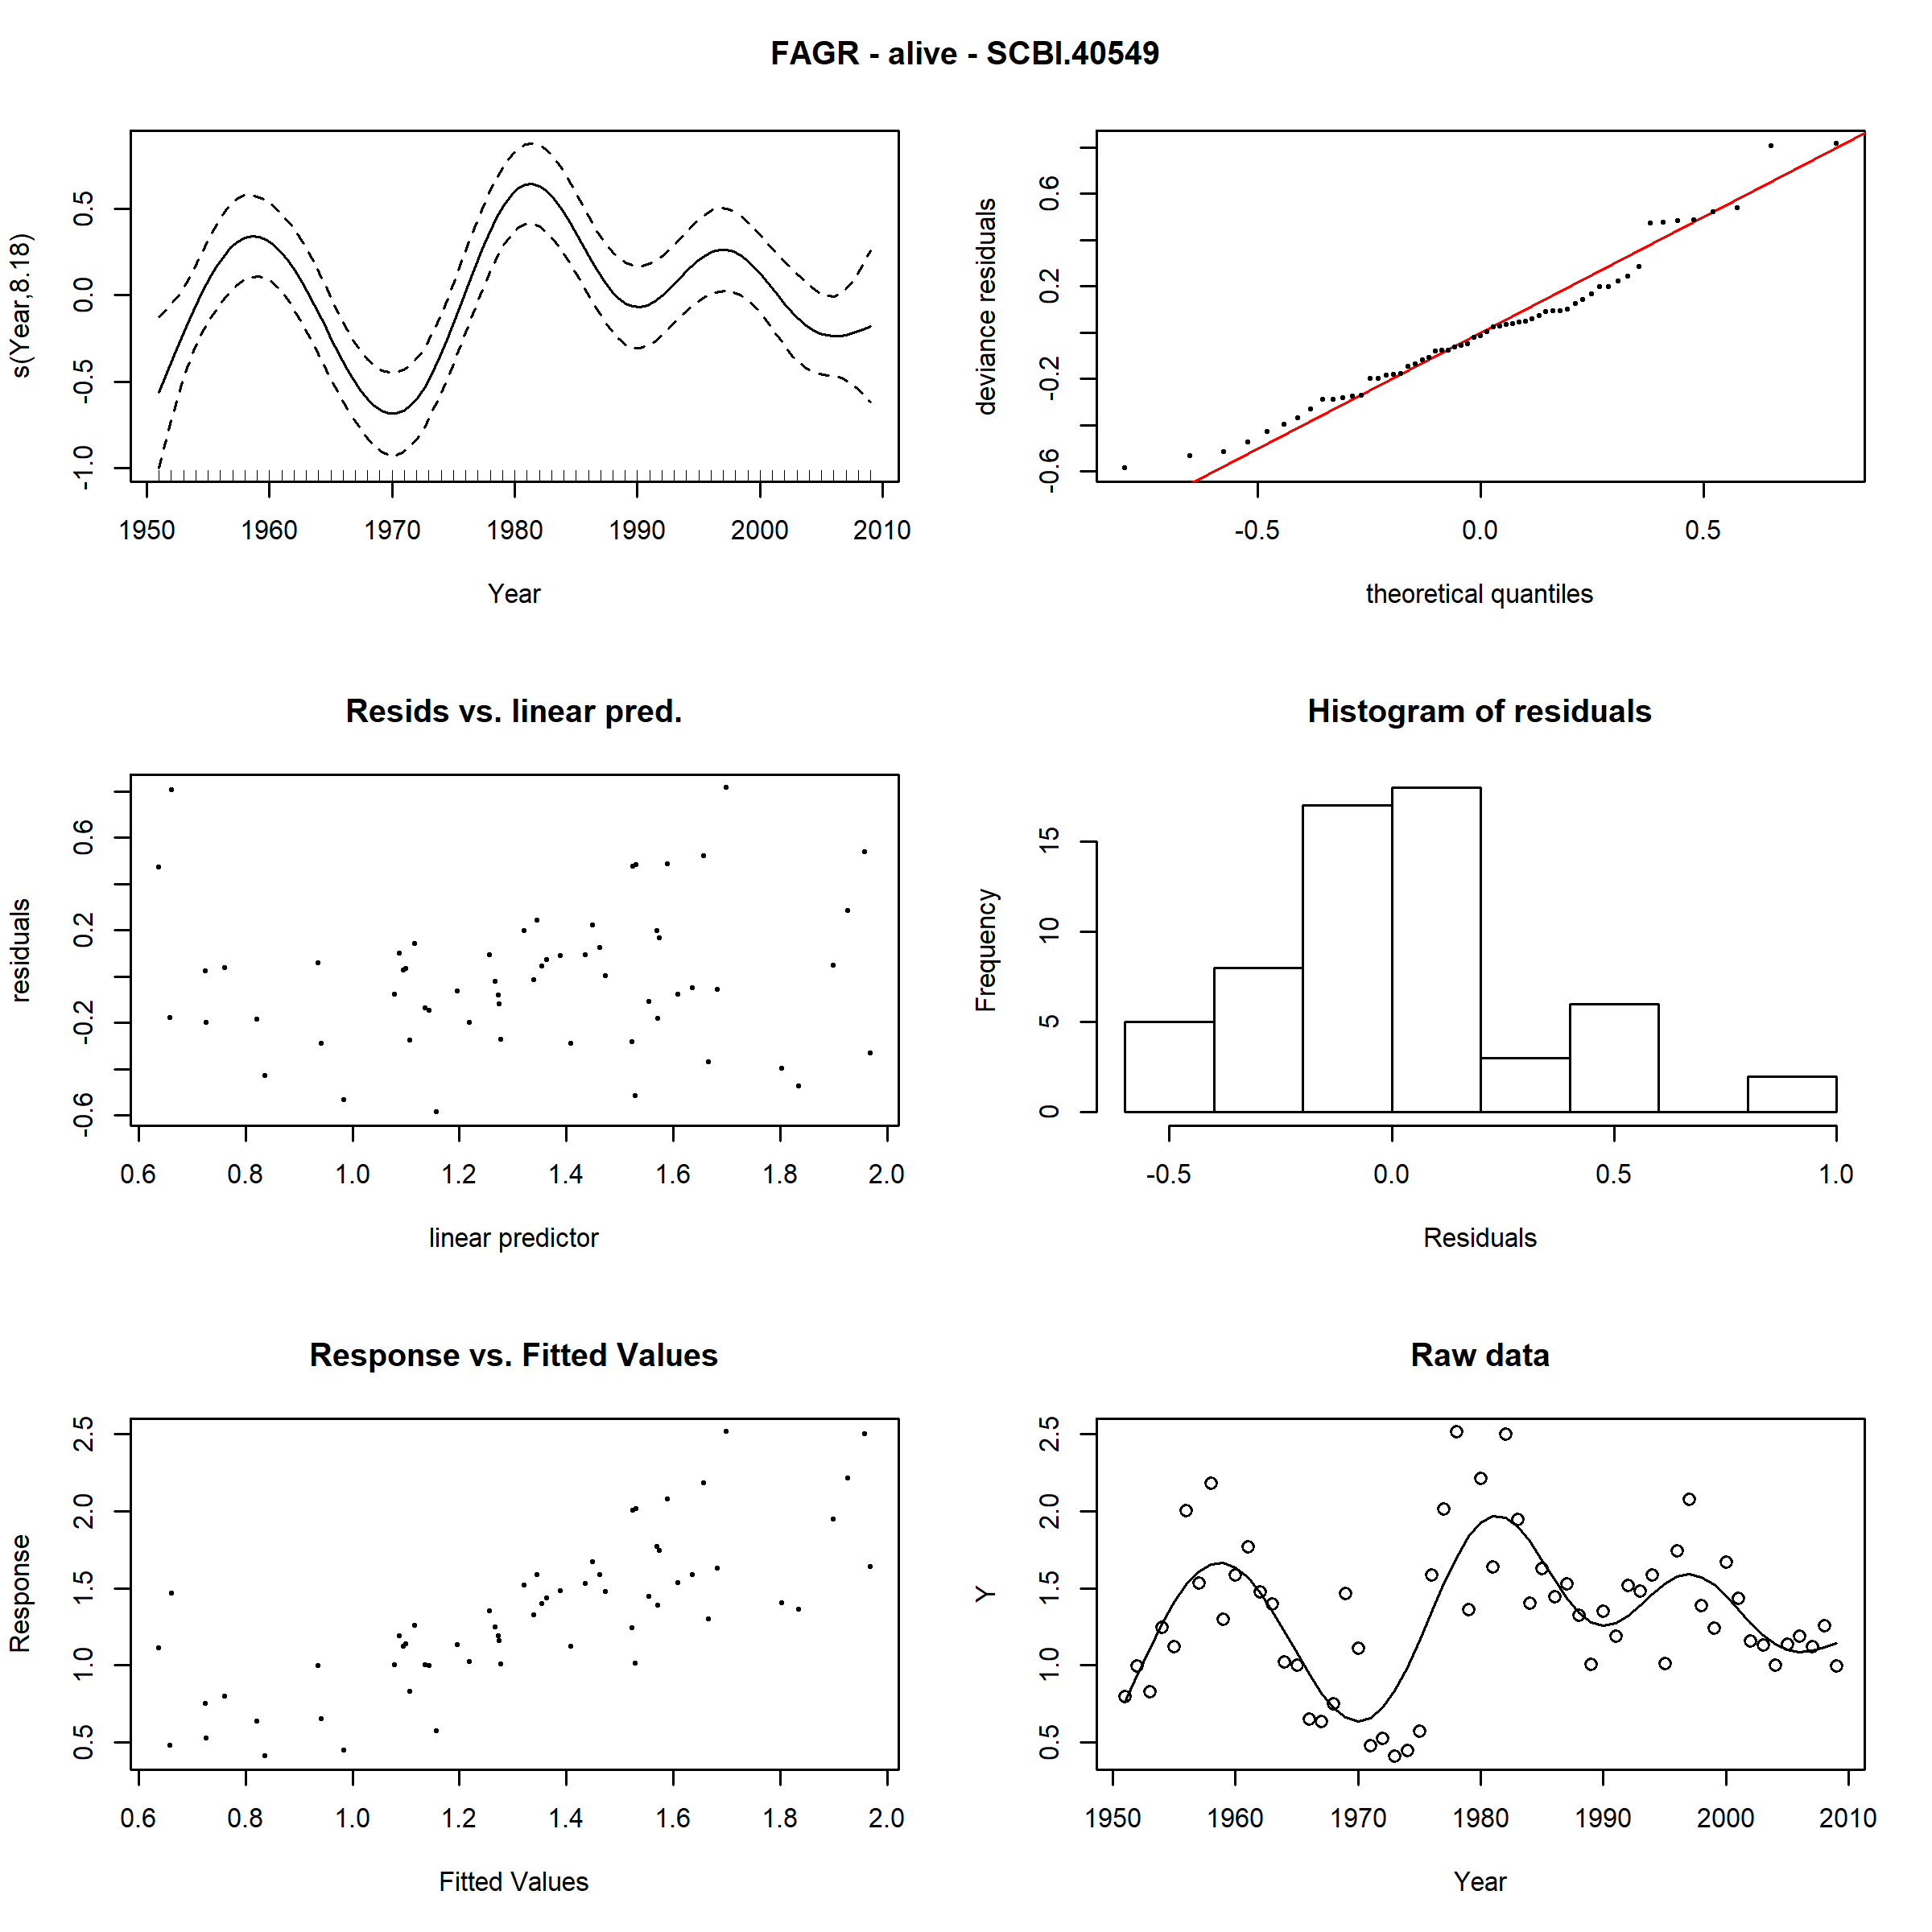 FAGR - alive - SCBI.40549
s(Year,8.18)
0.5
0.0
-0.5
-1.0
1950 1960 1970 1980 1990 2000 2010
Year
deviance residuals
0.6
0.2
-0.2
-0.6
-0.5 0.0 0.5
theoretical quantiles
Resids vs. linear pred.
residuals
0.6
0.2
-0.2
-0.6
0.6 0.8 1.0 1.2 1.4 1.6 1.8 2.0
linear predictor
Histogram of residuals
Frequency
15
10
5
0
-0.5 0.0 0.5 1.0
Residuals
Response vs. Fitted Values
Response
2.5
2.0
1.5
1.0
0.5
0.6 0.8 1.0 1.2 1.4 1.6 1.8 2.0
Fitted Values
Raw data
Y
2.5
2.0
1.5
1.0
0.5
1950 1960 1970 1980 1990 2000 2010
Year